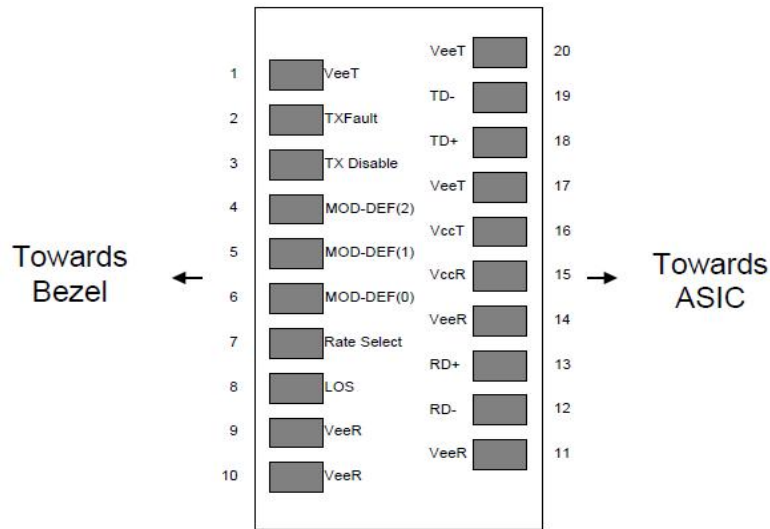 1 VeeT
2 TXFault
3 TX Disable
4 MOD-DEF(2)
5 MOD-DEF(1)
6 MOD-DEF(0)
7 Rate Select
8 LOS
9 VeeR
10 VeeR
VeeT 20
TD- 19
TD+ 18
VeeT 17
VccT 16
VccR 15
VeeR 14
RD+ 13
RD- 12
VeeR 11
Towards
Bezel
Towards
ASIC